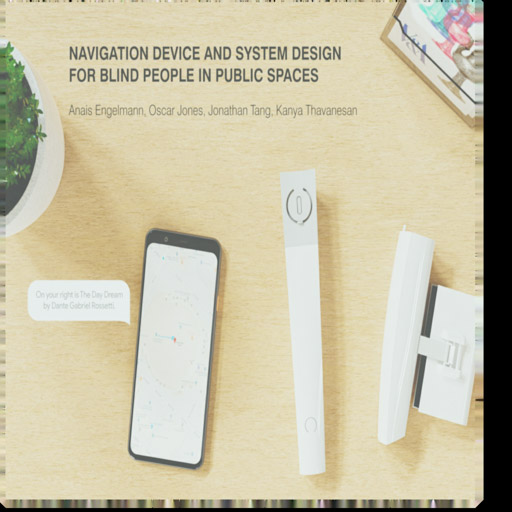 NAVIGATION DEVICE AND SYSTEM DESIGN
FOR BLIND PEOPLE IN PUBLIC SPACES
Anais Engelmann, Oscar Jones, Jonathan Tang, Kanya Thavanesan
On your right is The Day Dream
by Dante Gabriel Rossetti.